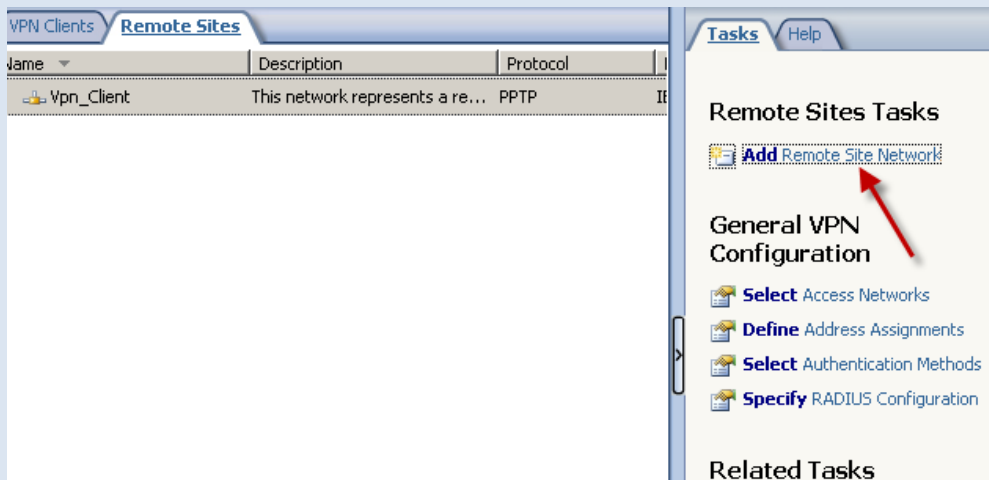 VPN Clients Remote Sites
Name Description Protocol
Vpn_Client This network represents a re... PPTP
Tasks Help
Remote Sites Tasks
Add Remote Site Network
General VPN
Configuration
Select Access Networks
Define Address Assignments
Select Authentication Methods
Specify RADIUS Configuration
Related Tasks